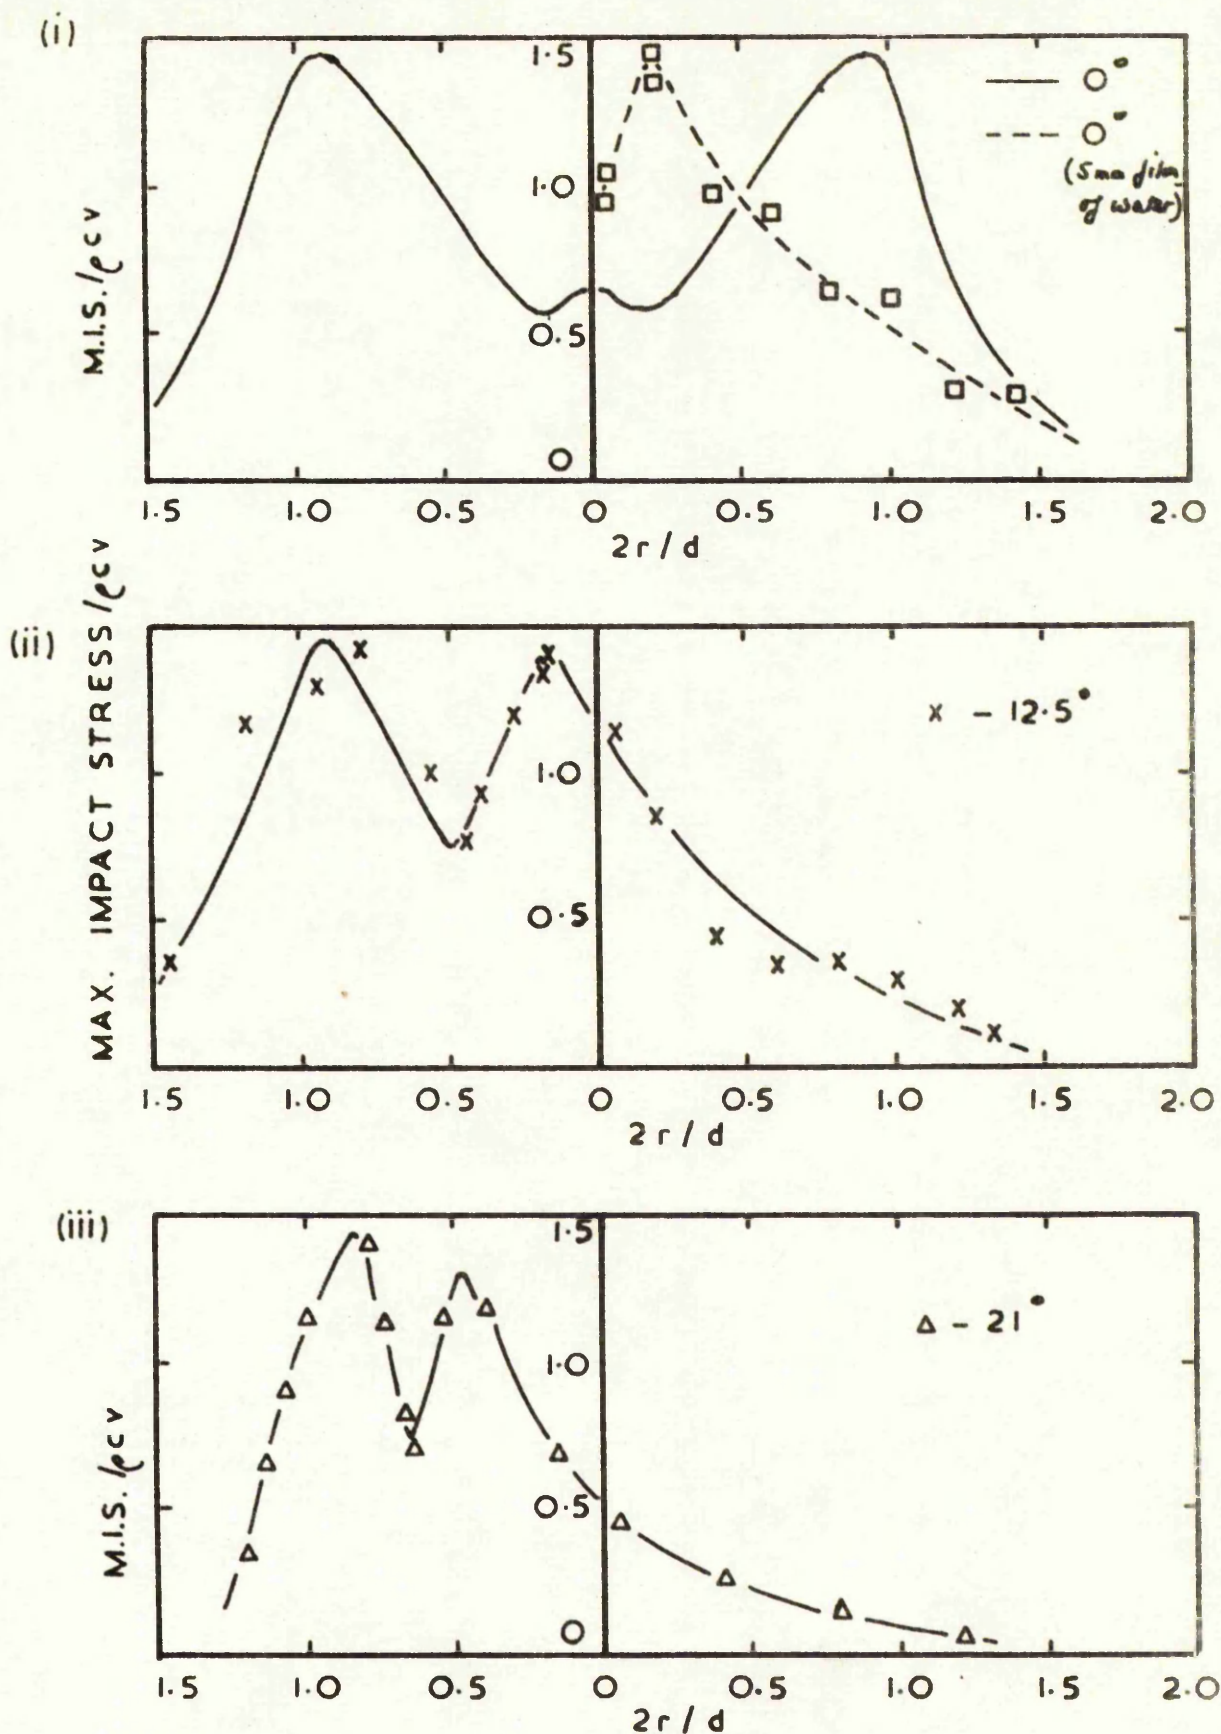 (i)
1.5
1.0
0.5
0
M.I.S./ρcv
— 0°
--- 0°
(5mm film
of water)
1.5 1.0 0.5 0 0.5 1.0 1.5 2.0
2r/d
(ii)
1.0
0.5
MAX. IMPACT STRESS/ρcv
x - 12.5°
1.5 1.0 0.5 0 0.5 1.0 1.5 2.0
2r/d
(iii)
1.5
1.0
0.5
0
M.I.S./ρcv
Δ - 21°
1.5 1.0 0.5 0 0.5 1.0 1.5 2.0
2r/d